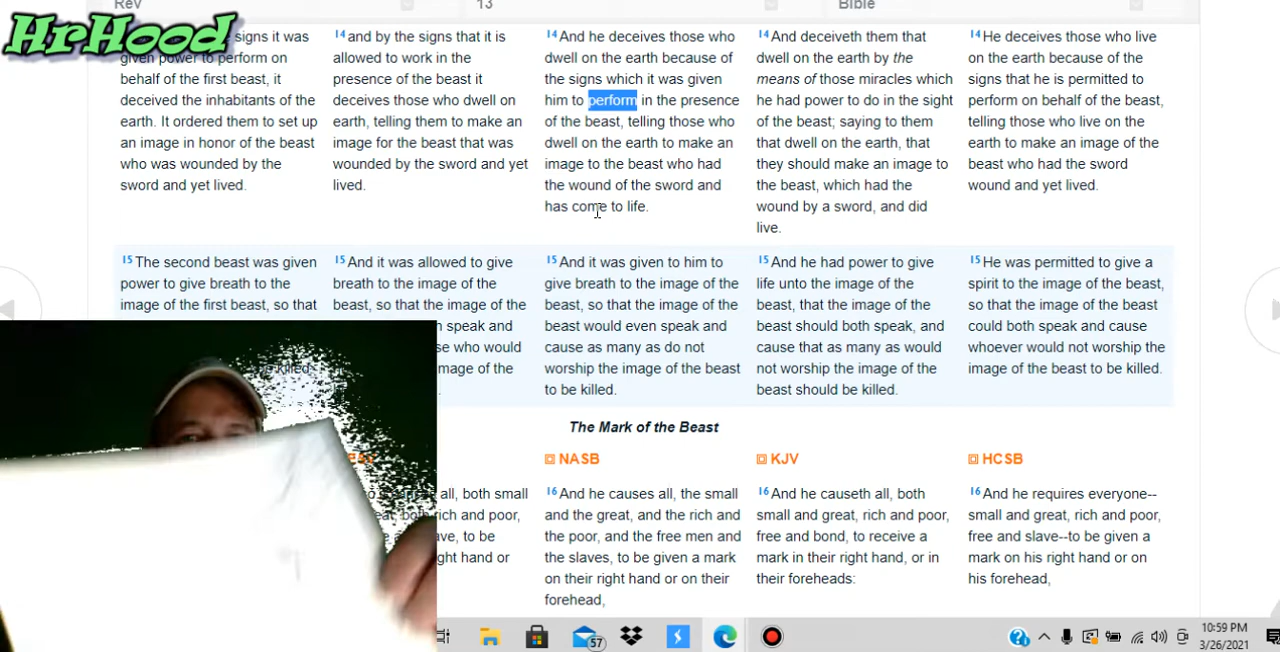 Rev
13
Bible
HrHood
signs it was
given power to perform on
behalf of the first beast, it
deceived the inhabitants of the
earth. It ordered them to set up
an image in honor of the beast
who was wounded by the
sword and yet lived.
14 and by the signs that it is
allowed to work in the
presence of the beast it
deceives those who dwell on
earth, telling them to make an
image for the beast that was
wounded by the sword and yet
lived.
14 And he deceives those who
dwell on the earth because of
the signs which it was given
him to perform in the presence
of the beast, telling those who
dwell on the earth to make an
image to the beast who had
the wound of the sword and
has come to life.
14 And deceiveth them that
dwell on the earth by the
means of those miracles which
he had power to do in the sight
of the beast; saying to them
that dwell on the earth, that
they should make an image to
the beast, which had the
wound by a sword, and did
live.
14 He deceives those who live
on the earth because of the
signs that he is permitted to
perform on behalf of the beast,
telling those who live on the
earth to make an image of the
beast who had the sword
wound and yet lived.
15 The second beast was given
power to give breath to the
image of the first beast, so that
killed.
15 And it was allowed to give
breath to the image of the
beast, so that the image of the
speak and
who would
image of the
15 And it was given to him to
give breath to the image of the
beast, so that the image of the
beast would even speak and
cause as many as do not
worship the image of the beast
to be killed.
15 And he had power to give
life unto the image of the
beast, that the image of the
beast should both speak, and
cause that as many as would
not worship the image of the
beast should be killed.
15 He was permitted to give a
spirit to the image of the beast,
so that the image of the beast
could both speak and cause
whoever would not worship the
image of the beast to be killed.
The Mark of the Beast
all, both small
rich and poor,
to be
right hand or
NASB
16 And he causes all, the small
and the great, and the rich and
the poor, and the free men and
the slaves, to be given a mark
on their right hand or on their
forehead,
KJV
16 And he causeth all, both
small and great, rich and poor,
free and bond, to receive a
mark in their right hand, or in
their foreheads:
HCSB
16 And he requires everyone--
small and great, rich and poor,
free and slave--to be given a
mark on his right hand or on
his forehead,
57
10:59 PM
3/26/2021